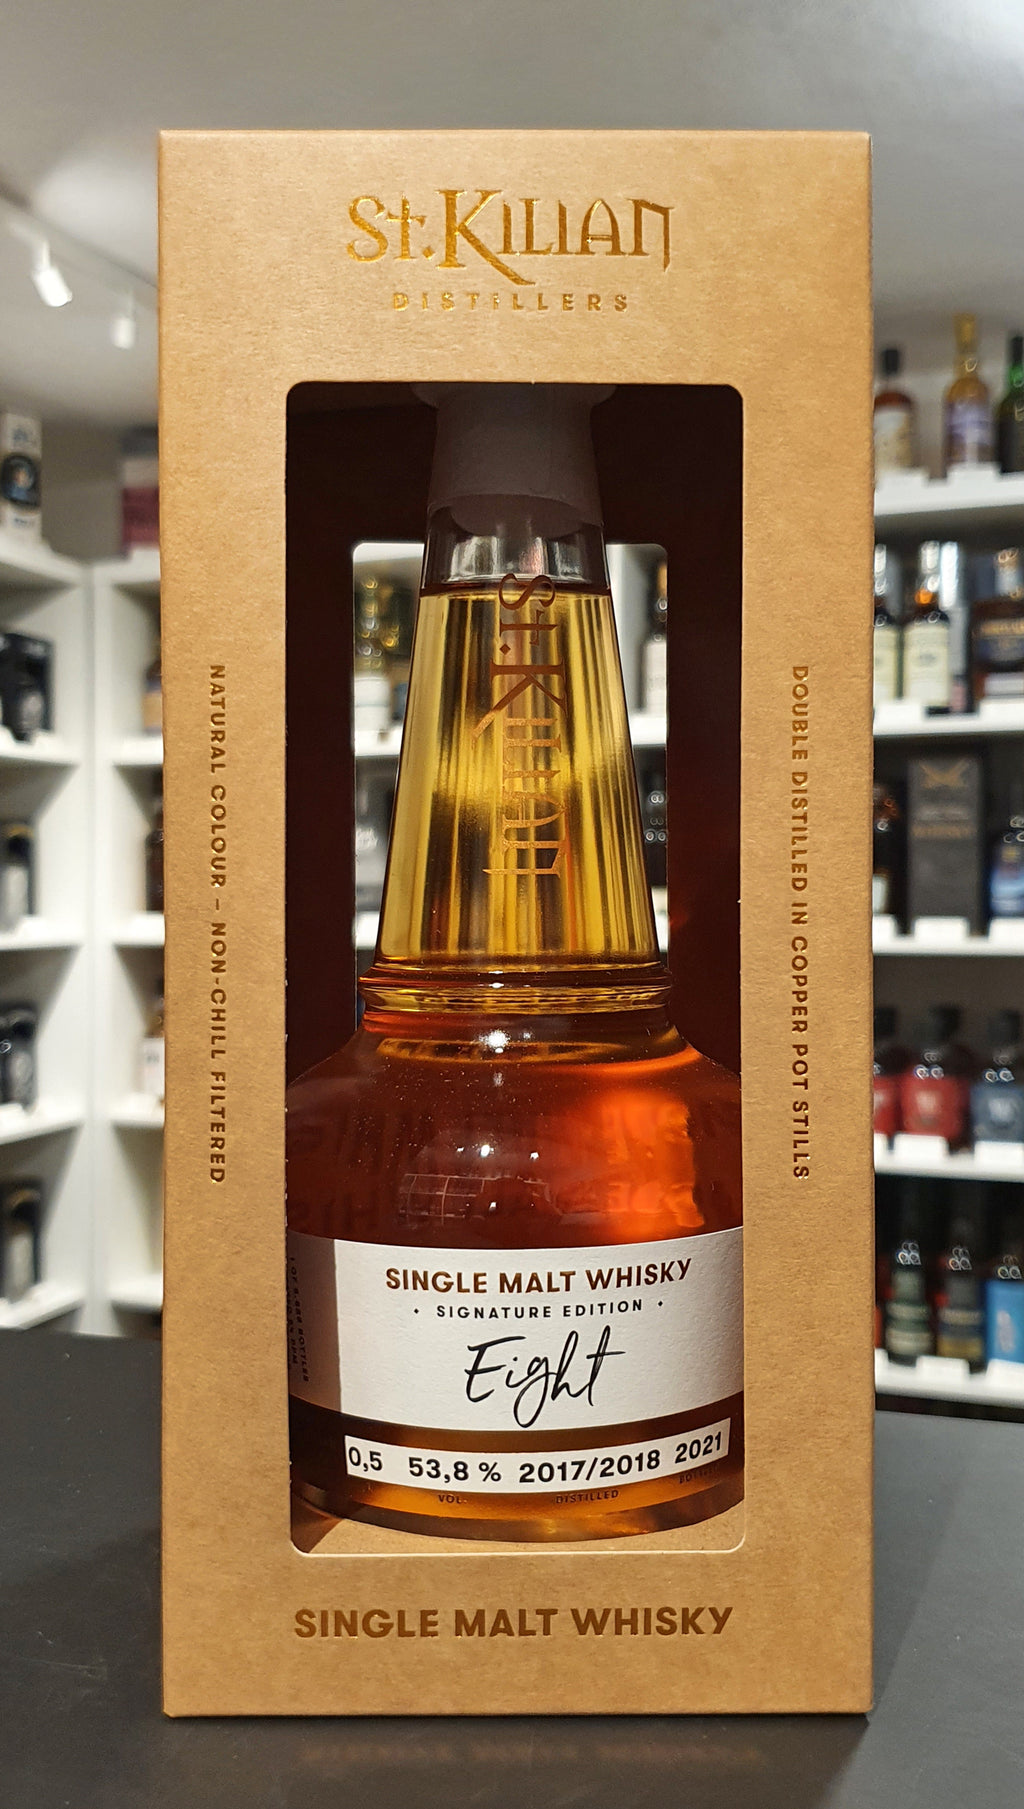 St. KILIAN
DISTILLERS
NATURAL COLOUR – NON-CHILL FILTERED
DOUBLE DISTILLED IN COPPER POT STILLS
St. KILIAN
SINGLE MALT WHISKY
• SIGNATURE EDITION •
Eight
0,5 53,8 % 2017/2018 2021
VOL. DISTILLED
SINGLE MALT WHISKY